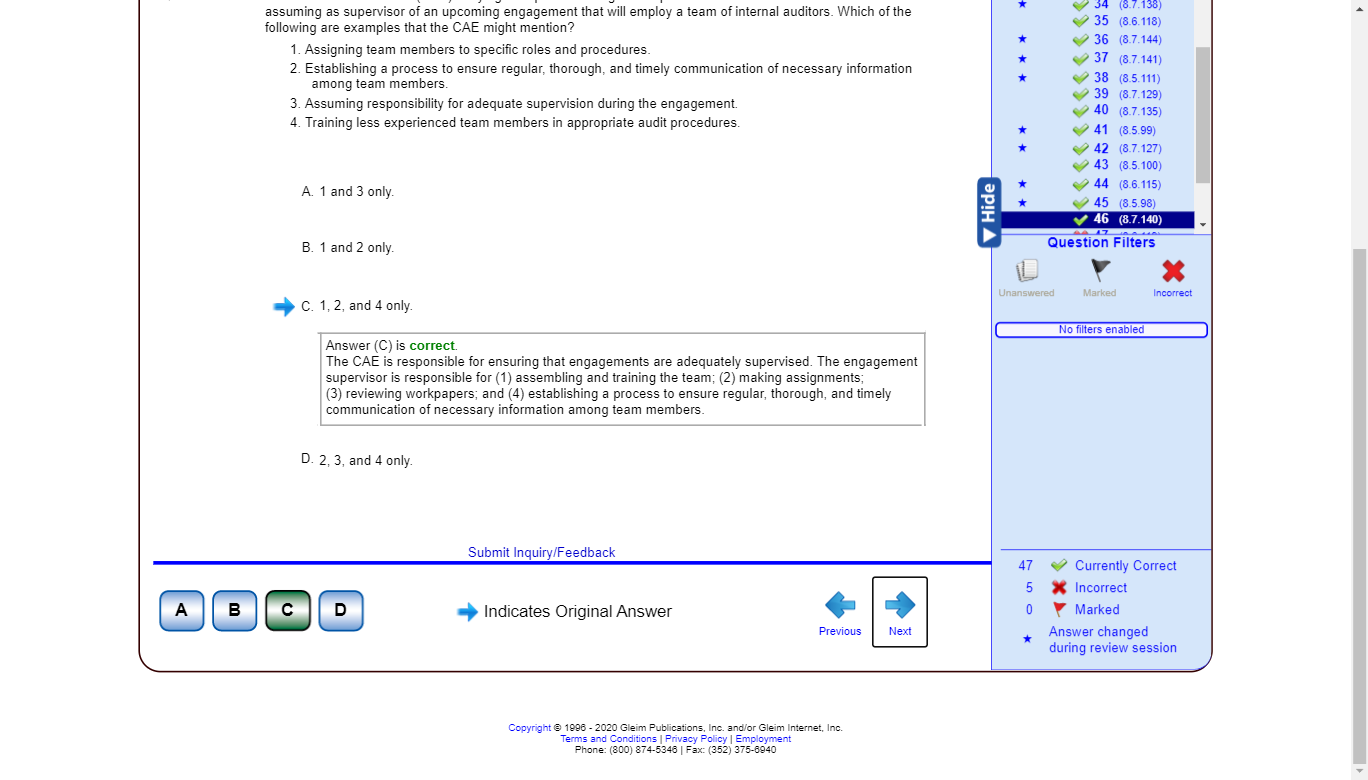 assuming as supervisor of an upcoming engagement that will employ a team of internal auditors. Which of the
following are examples that the CAE might mention?
1. Assigning team members to specific roles and procedures.
2. Establishing a process to ensure regular, thorough, and timely communication of necessary information
among team members.
3. Assuming responsibility for adequate supervision during the engagement.
4. Training less experienced team members in appropriate audit procedures.
A. 1 and 3 only.
B. 1 and 2 only.
C. 1, 2, and 4 only.
Answer (C) is correct.
The CAE is responsible for ensuring that engagements are adequately supervised. The engagement
supervisor is responsible for (1) assembling and training the team; (2) making assignments;
(3) reviewing workpapers; and (4) establishing a process to ensure regular, thorough, and timely
communication of necessary information among team members.
D. 2, 3, and 4 only.
Submit Inquiry/Feedback
A B C D
Indicates Original Answer
Previous
Next
Hide
34 (8.7.138)
35 (8.6.118)
36 (8.7.144)
37 (8.7.141)
38 (8.5.111)
39 (8.7.129)
40 (8.7.135)
41 (8.5.99)
42 (8.7.127)
43 (8.5.100)
44 (8.6.115)
45 (8.5.98)
46 (8.7.140)
Question Filters
Unanswered
Marked
Incorrect
No filters enabled
47 Currently Correct
5 Incorrect
0 Marked
Answer changed
during review session
Copyright © 1996 - 2020 Gleim Publications, Inc. and/or Gleim Internet, Inc.
Terms and Conditions | Privacy Policy | Employment
Phone: (800) 874-5346 | Fax: (352) 375-6940